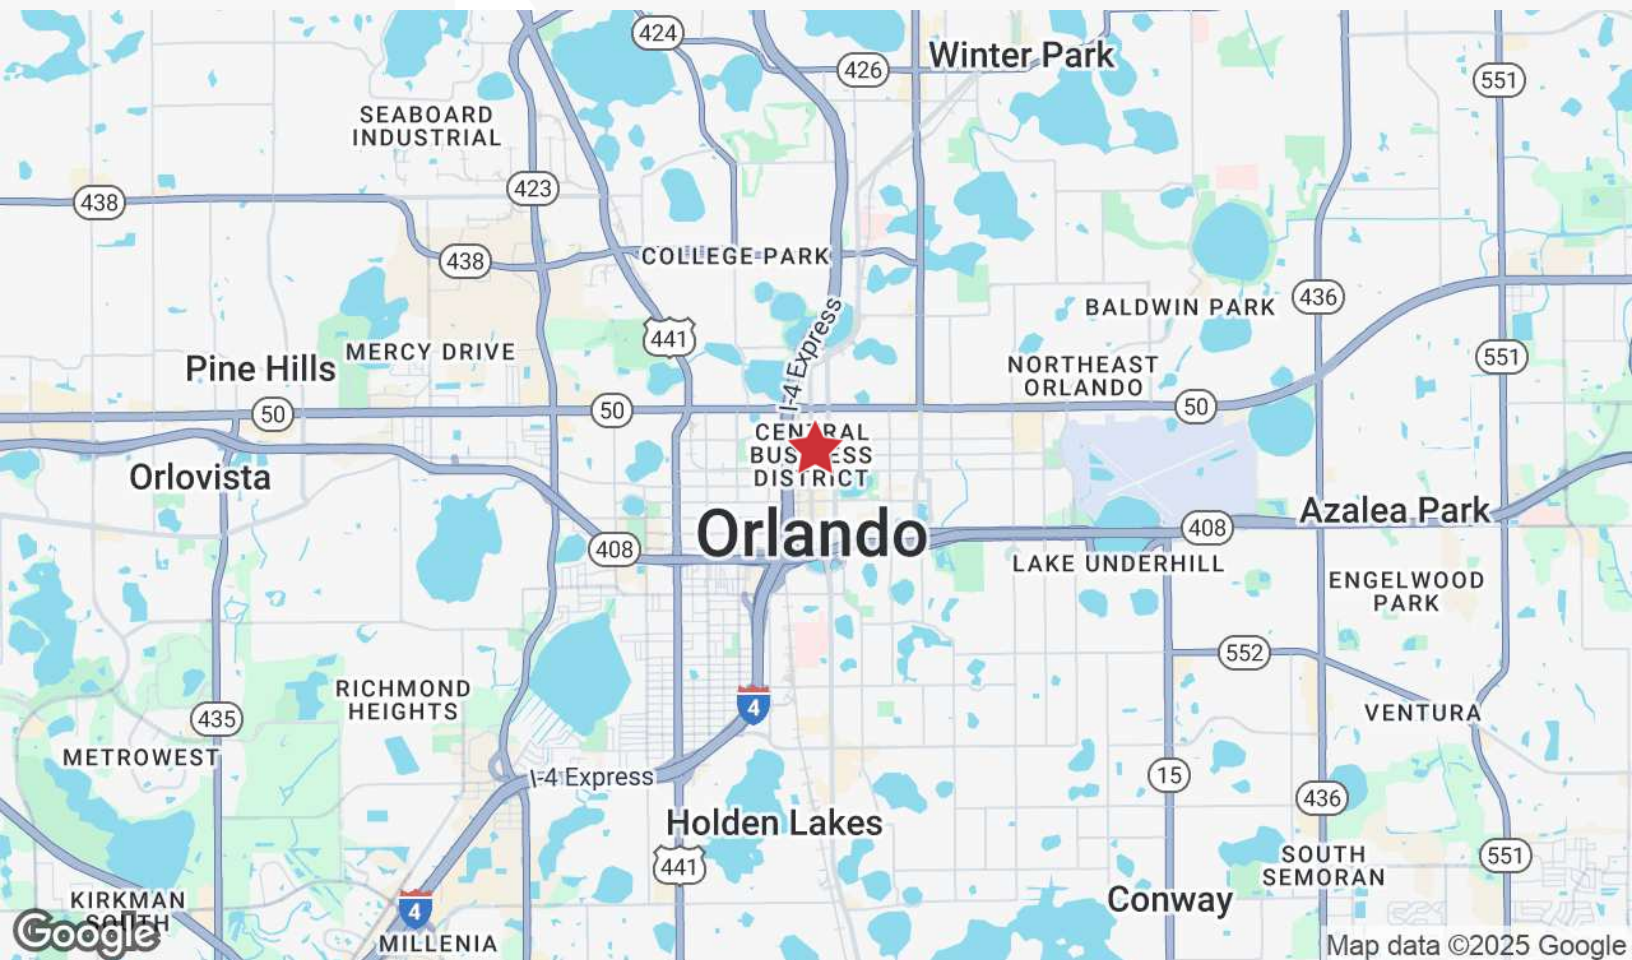 424
426
Winter Park
551
SEABOARD
INDUSTRIAL
438
423
438
COLLEGE PARK
436
BALDWIN PARK
I-4 Express
441
551
Pine Hills
MERCY DRIVE
NORTHEAST
ORLANDO
50
50
50
CENTRAL
BUSINESS
DISTRICT
Orlovista
Azalea Park
Orlando
408
408
LAKE UNDERHILL
ENGELWOOD
PARK
552
RICHMOND
HEIGHTS
4
435
VENTURA
METROWEST
I-4 Express
15
436
Holden Lakes
441
SOUTH
SEMORAN
551
KIRKMAN
SOUTH
Conway
4
Google
MILLENIA
Map data ©2025 Google